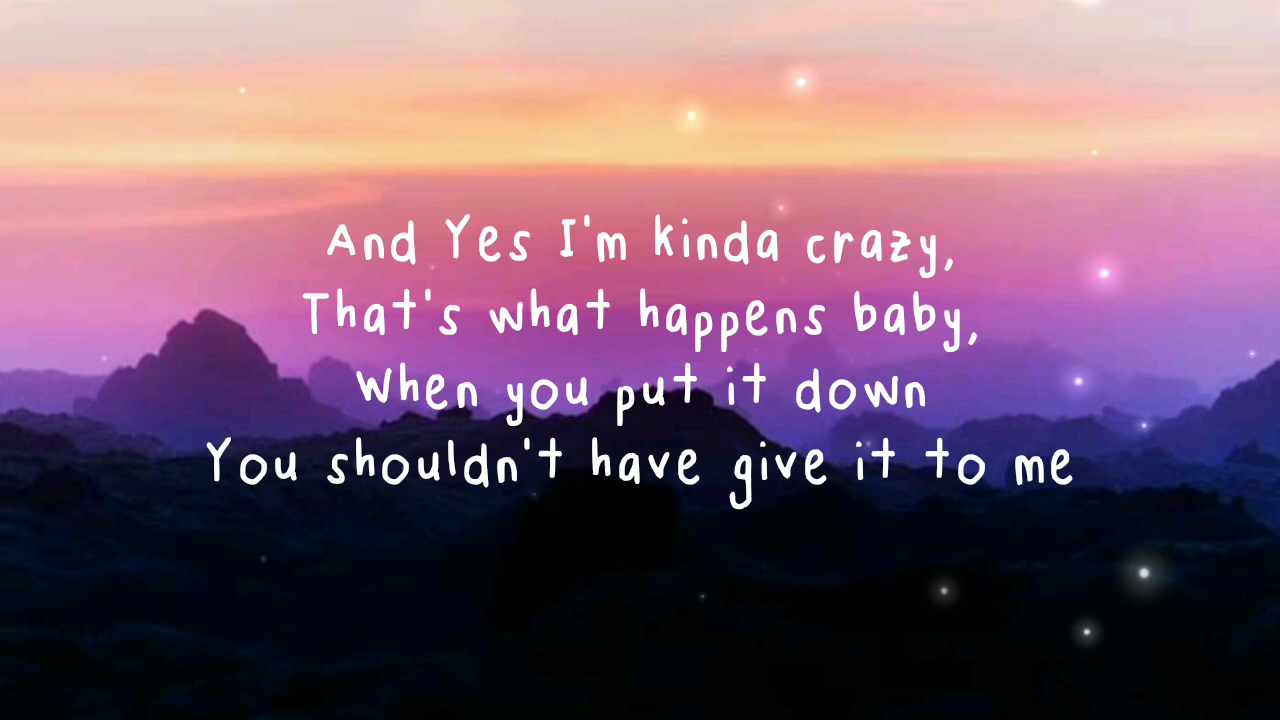 And Yes I'm kinda crazy,
That's what happens baby,
When you put it down
You shouldn't have give it to me